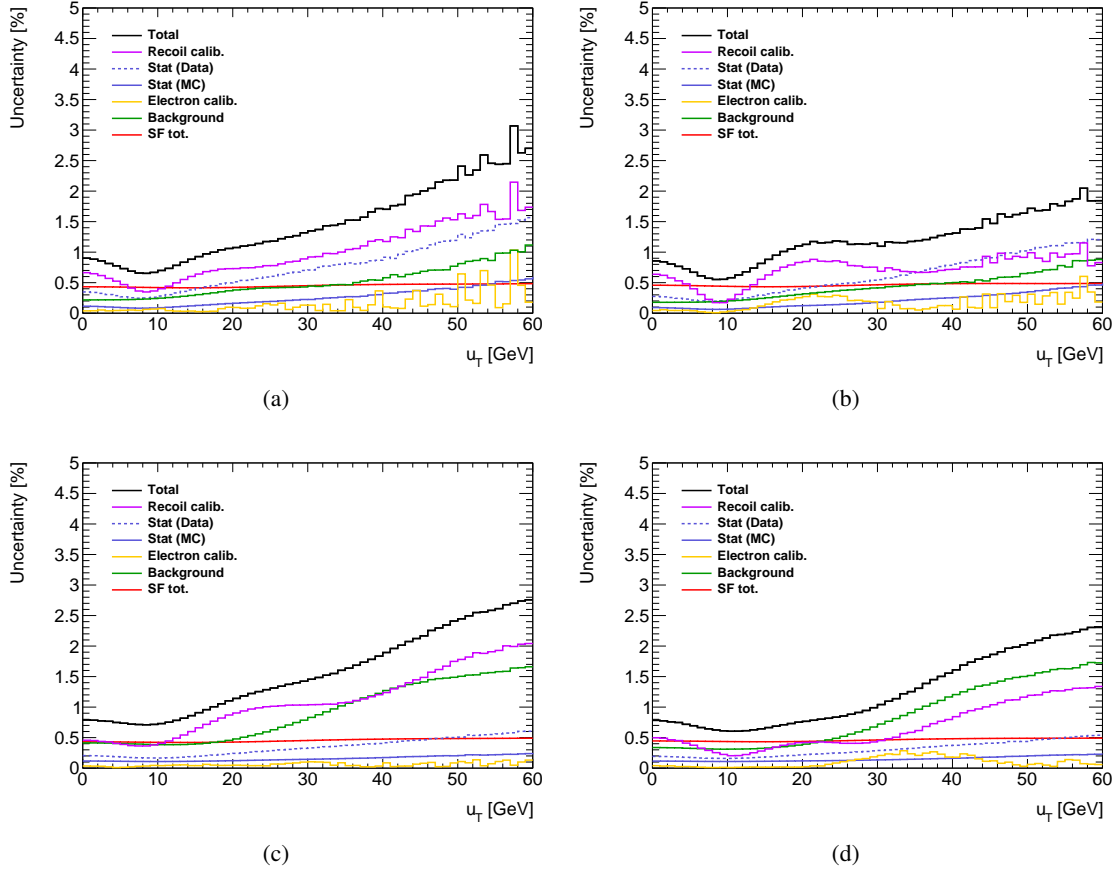 Uncertainty [%]
5
4.5
4
3.5
3
2.5
2
1.5
1
0.5
0
Total
Recoil calib.
Stat (Data)
Stat (MC)
Electron calib.
Background
SF tot.
0 10 20 30 40 50 60
u_T [GeV]
(a)
Uncertainty [%]
5
4.5
4
3.5
3
2.5
2
1.5
1
0.5
0
Total
Recoil calib.
Stat (Data)
Stat (MC)
Electron calib.
Background
SF tot.
0 10 20 30 40 50 60
u_T [GeV]
(b)
Uncertainty [%]
5
4.5
4
3.5
3
2.5
2
1.5
1
0.5
0
Total
Recoil calib.
Stat (Data)
Stat (MC)
Electron calib.
Background
SF tot.
0 10 20 30 40 50 60
u_T [GeV]
(c)
Uncertainty [%]
5
4.5
4
3.5
3
2.5
2
1.5
1
0.5
0
Total
Recoil calib.
Stat (Data)
Stat (MC)
Electron calib.
Background
SF tot.
0 10 20 30 40 50 60
u_T [GeV]
(d)